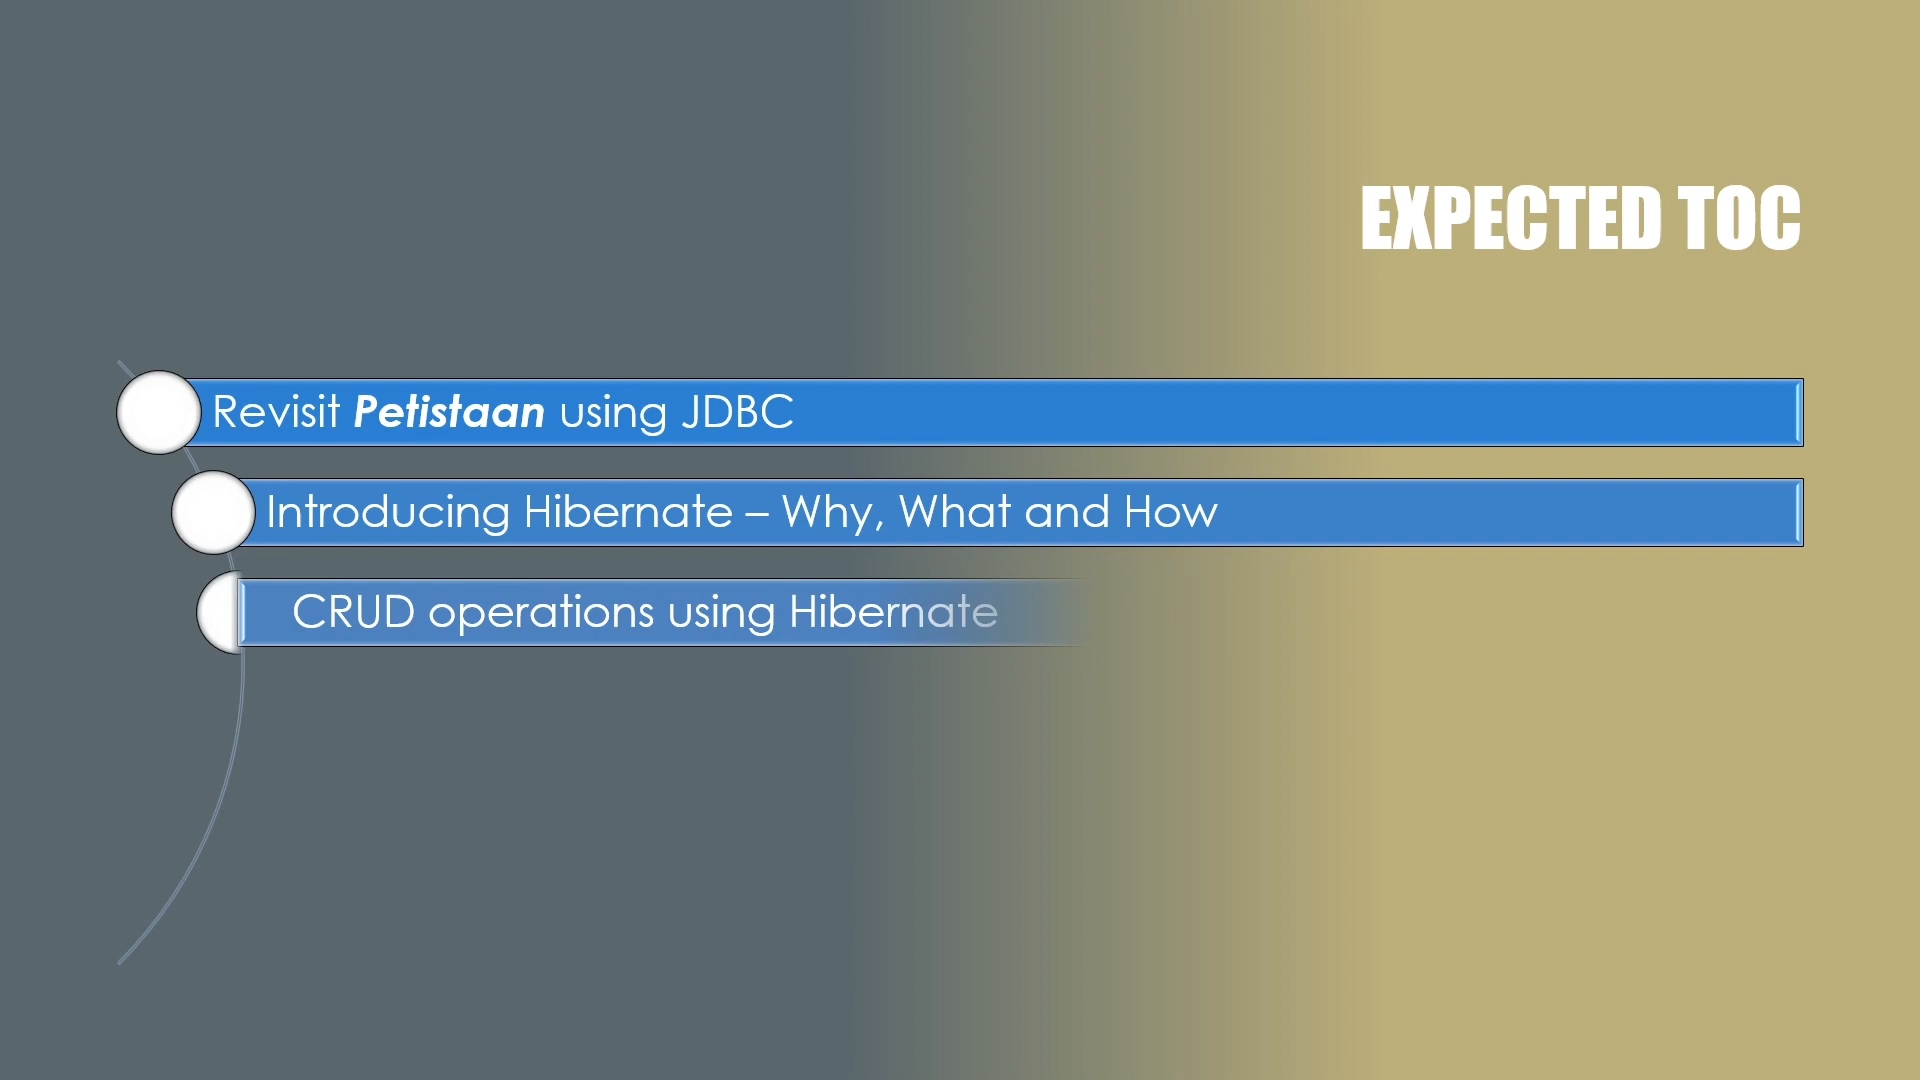 EXPECTED TOC
Revisit Petistaan using JDBC
Introducing Hibernate – Why, What and How
CRUD operations using Hibernate